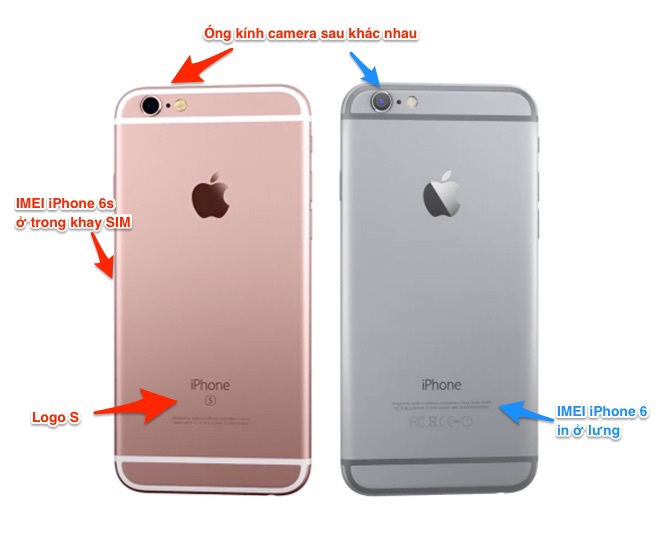 Óng kính camera sau khác nhau
IMEI iPhone 6s
ở trong khay SIM
iPhone
S
Logo S
iPhone
IMEI iPhone 6
in ở lưng